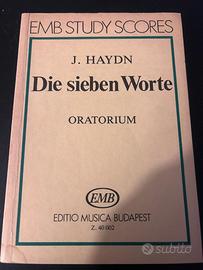 EMB STUDY SCORES
J. HAYDN
Die sieben Worte
ORATORIUM
EMB
EDITIO MUSICA BUDAPEST
Z. 40 002
subito